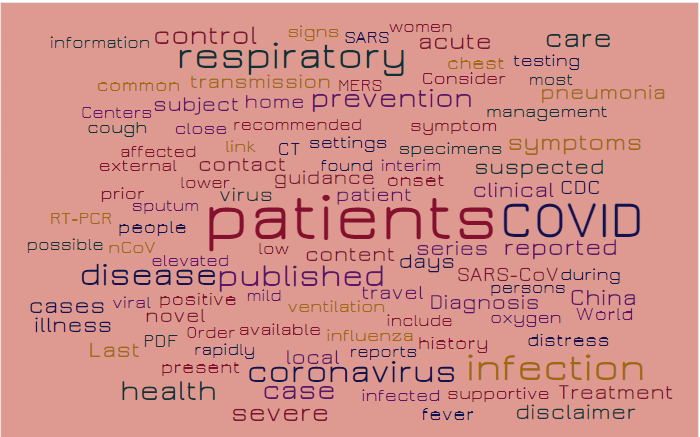 information control signs SARS women
respiratory acute care
chest testing
common transmission MERS Consider most
Centers subject home prevention pneumonia
management
cough close recommended symptom
affected link CT settings specimens symptoms
external contact found interim suspected
lower guidance onset
prior virus patient clinical CDC
sputum
RT-PCR people patients COVID
possible nCoV low content series reported
elevated days
disease published SARS-CoV during
persons
cases viral positive mild travel Diagnosis China
novel ventilation
illness include oxygen World
PDF Order available influenza history distress
Last rapidly local reports
present coronavirus infection
health case infected supportive Treatment
severe fever disclaimer